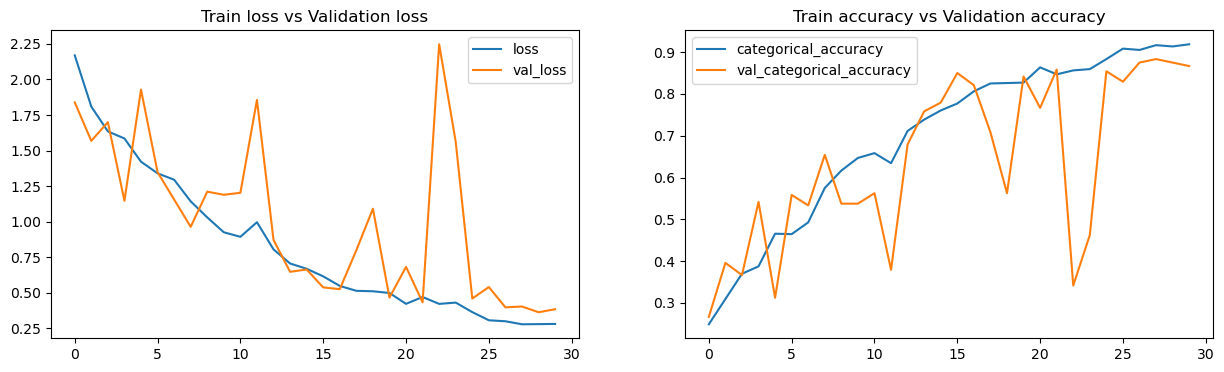 Train loss vs Validation loss
loss
val_loss
2.25
2.00
1.75
1.50
1.25
1.00
0.75
0.50
0.25
0 5 10 15 20 25 30
Train accuracy vs Validation accuracy
categorical_accuracy
val_categorical_accuracy
0.9
0.8
0.7
0.6
0.5
0.4
0.3
0 5 10 15 20 25 30